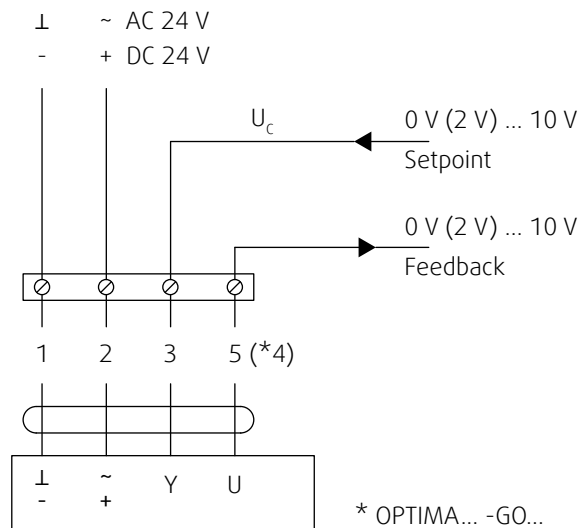 ⊥ ~ AC 24 V
- + DC 24 V
U_C
0 V (2 V) ... 10 V
Setpoint
0 V (2 V) ... 10 V
Feedback
1 2 3 5 (*4)
⊥ ~ Y U
- +
* OPTIMA... -GO...